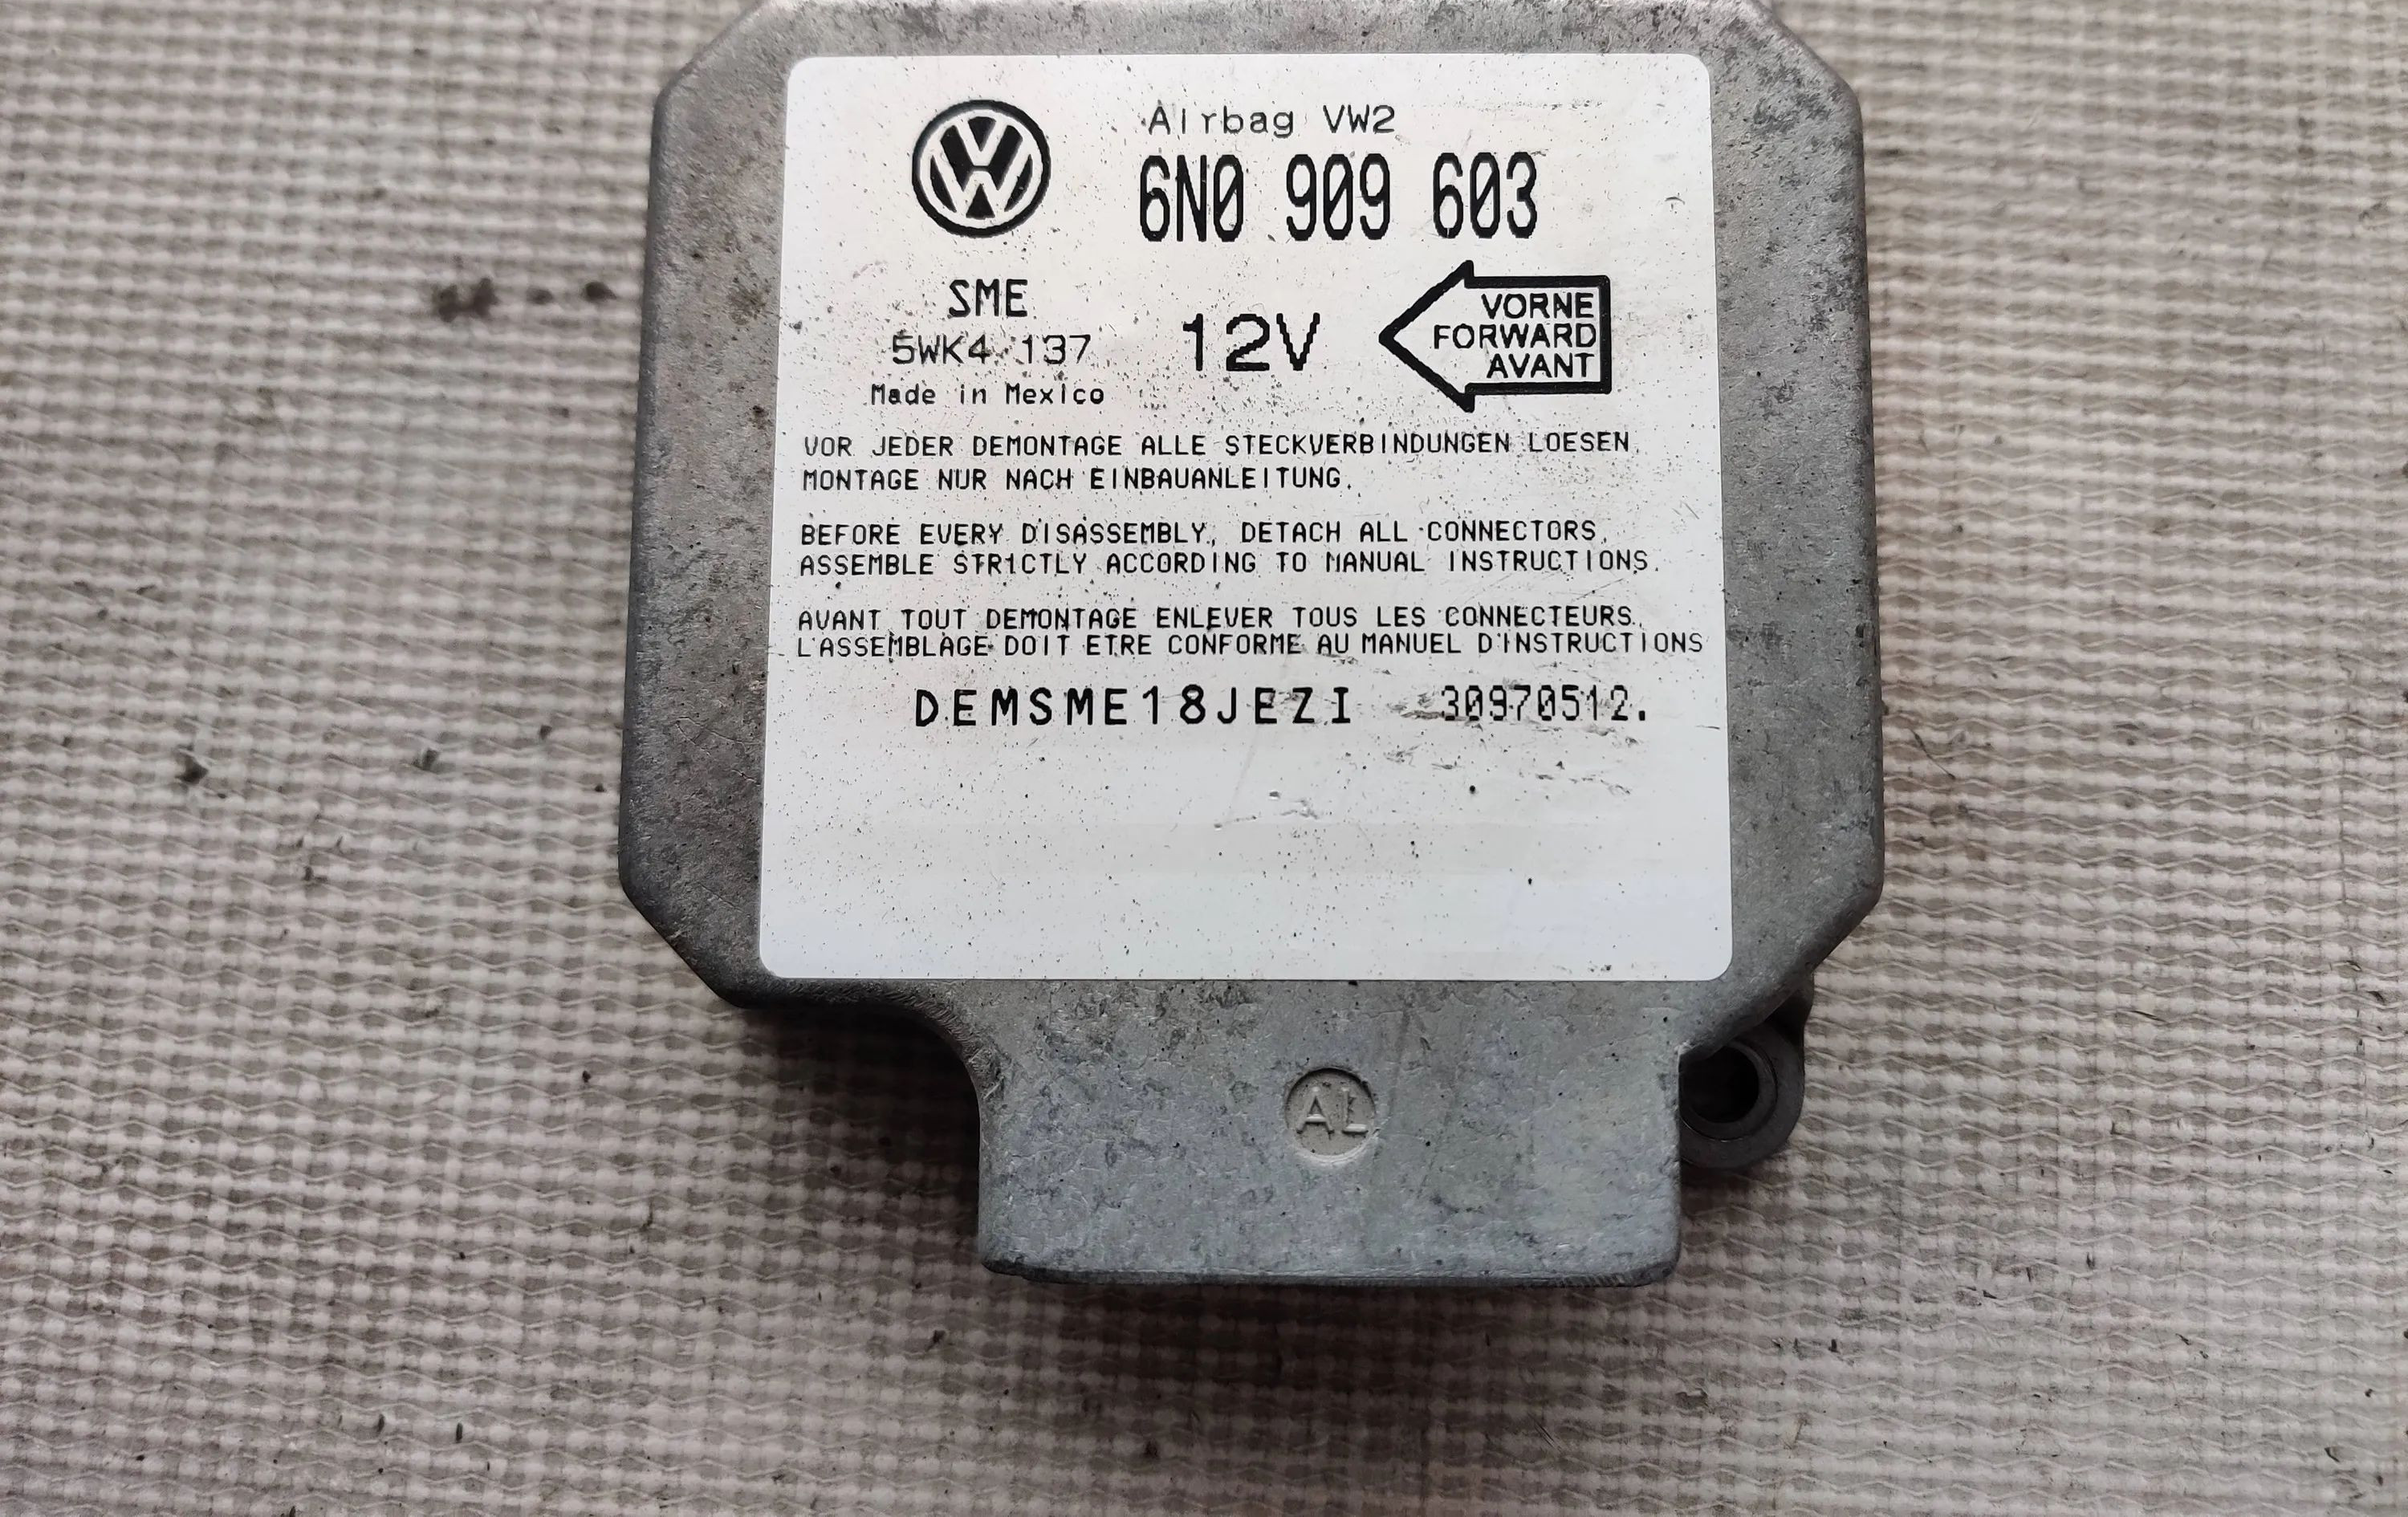 Airbag VW2
6N0 909 603
SME
5WK4 137
Made in Mexico
12V
VORNE
FORWARD
AVANT
VOR JEDER DEMONTAGE ALLE STECKVERBINDUNGEN LOESEN.
MONTAGE NUR NACH EINBAUANLEITUNG.
BEFORE EVERY DISASSEMBLY, DETACH ALL CONNECTORS.
ASSEMBLE STRICTLY ACCORDING TO MANUAL INSTRUCTIONS.
AVANT TOUT DEMONTAGE ENLEVER TOUS LES CONNECTEURS.
L'ASSEMBLAGE DOIT ETRE CONFORME AU MANUEL D'INSTRUCTIONS
DEMSME18JEZI 30970512.
AL